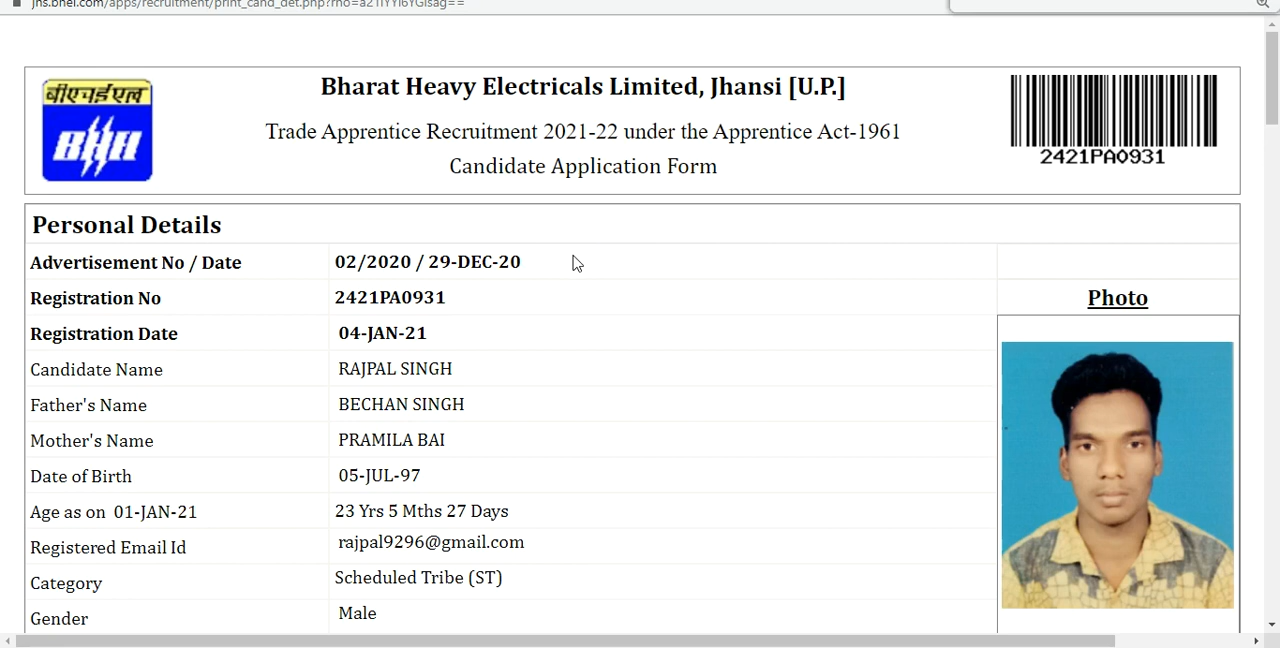 Bharat Heavy Electricals Limited, Jhansi [U.P.]
बीएचईएल
Trade Apprentice Recruitment 2021-22 under the Apprentice Act-1961
Candidate Application Form
2421PA0931
Personal Details
Advertisement No / Date 02/2020 / 29-DEC-20
Registration No 2421PA0931
Photo
Registration Date 04-JAN-21
Candidate Name RAJPAL SINGH
Father's Name BECHAN SINGH
Mother's Name PRAMILA BAI
Date of Birth 05-JUL-97
Age as on 01-JAN-21 23 Yrs 5 Mths 27 Days
Registered Email Id rajpal9296@gmail.com
Category Scheduled Tribe (ST)
Gender Male